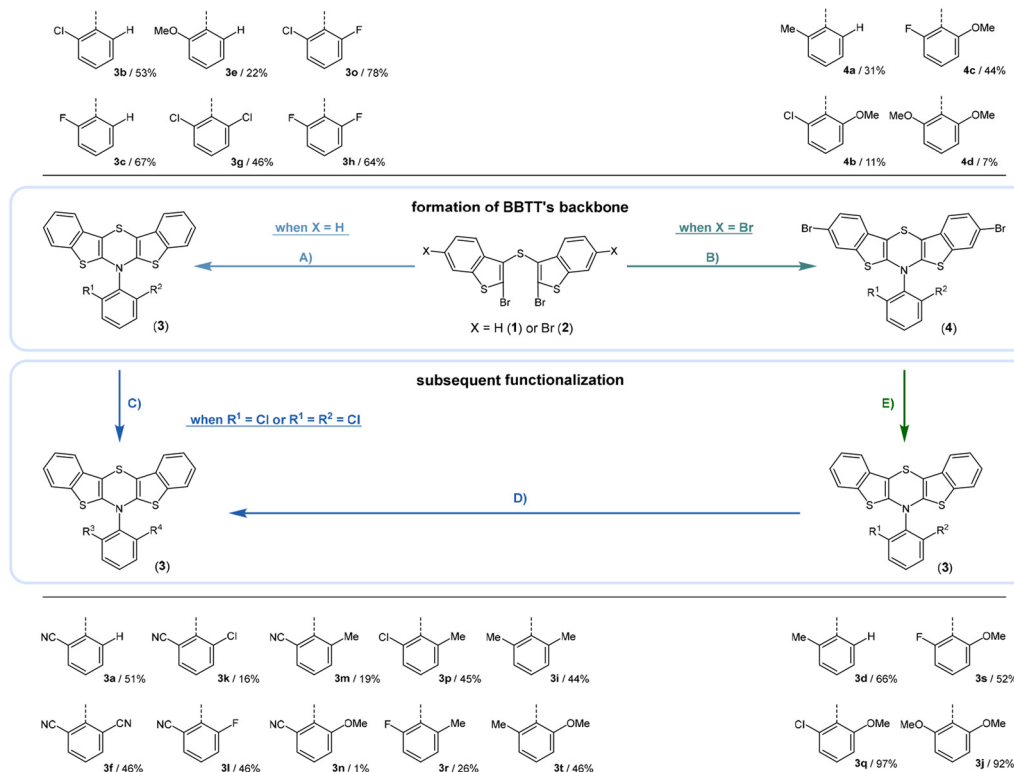 Cl H
3b / 53%
MeO H
3e / 22%
Cl F
3o / 78%
Me H
4a / 31%
F OMe
4c / 44%
F H
3c / 67%
Cl Cl
3g / 46%
F F
3h / 64%
Cl OMe
4b / 11%
MeO OMe
4d / 7%
formation of BBTT's backbone
when X = H
A)
when X = Br
B)
S
S N S
R¹ R²
(3)
X S X
S Br Br S
X = H (1) or Br (2)
Br S Br
S N S
R¹ R²
(4)
subsequent functionalization
C)
when R¹ = Cl or R¹ = R² = Cl
E)
D)
S
S N S
R³ R⁴
(3)
S
S N S
R¹ R²
(3)
NC H
3a / 51%
NC Cl
3k / 16%
NC Me
3m / 19%
Cl Me
3p / 45%
Me Me
3i / 44%
Me H
3d / 66%
F OMe
3s / 52%
NC CN
3f / 46%
NC F
3l / 46%
NC OMe
3n / 1%
F Me
3r / 26%
Me OMe
3t / 46%
Cl OMe
3q / 97%
MeO OMe
3j / 92%